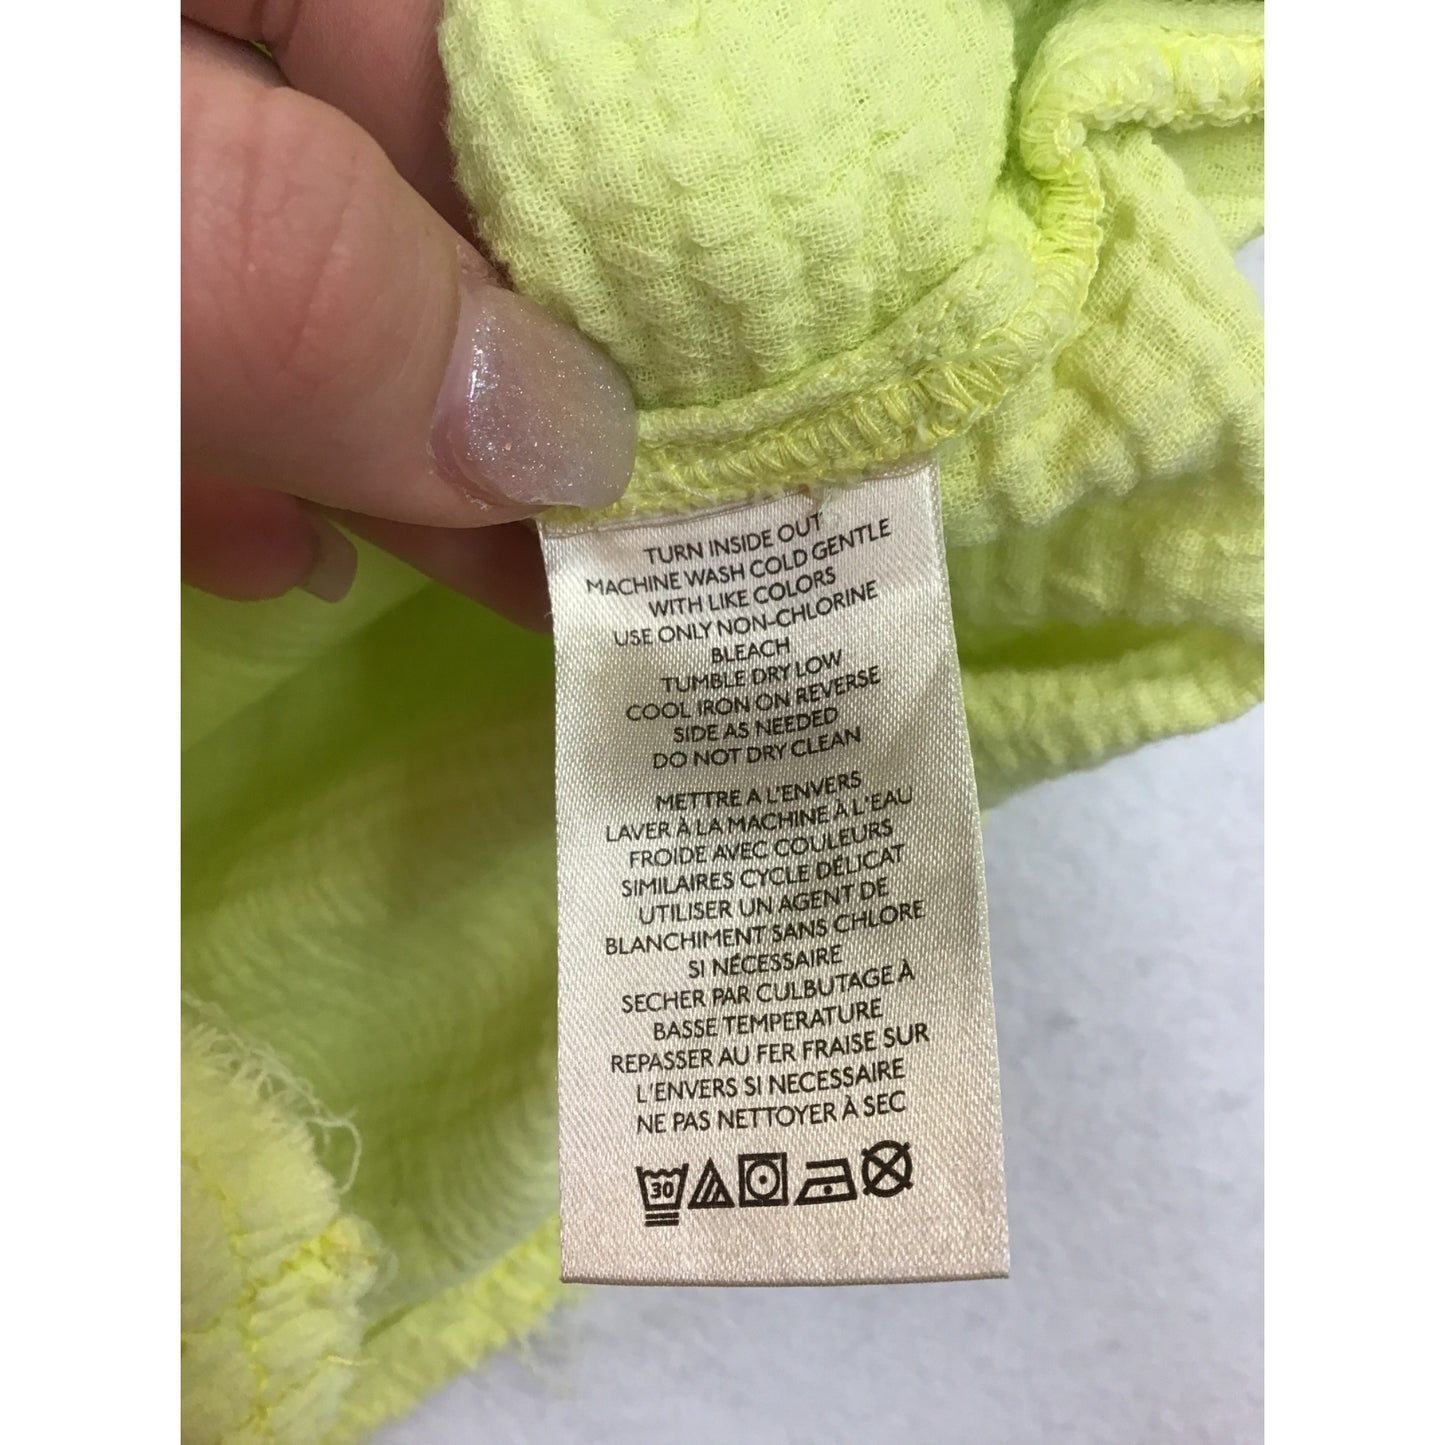 TURN INSIDE OUT
MACHINE WASH COLD GENTLE
WITH LIKE COLORS
USE ONLY NON-CHLORINE
BLEACH
TUMBLE DRY LOW
COOL IRON ON REVERSE
SIDE AS NEEDED
DO NOT DRY CLEAN
METTRE A L'ENVERS
LAVER À LA MACHINE À L'EAU
FROIDE AVEC COULEURS
SIMILAIRES CYCLE DÉLICAT
UTILISER UN AGENT DE
BLANCHIMENT SANS CHLORE
SI NÉCESSAIRE
SECHER PAR CULBUTAGE À
BASSE TEMPERATURE
REPASSER AU FER FRAISE SUR
L'ENVERS SI NECESSAIRE
NE PAS NETTOYER À SEC
30